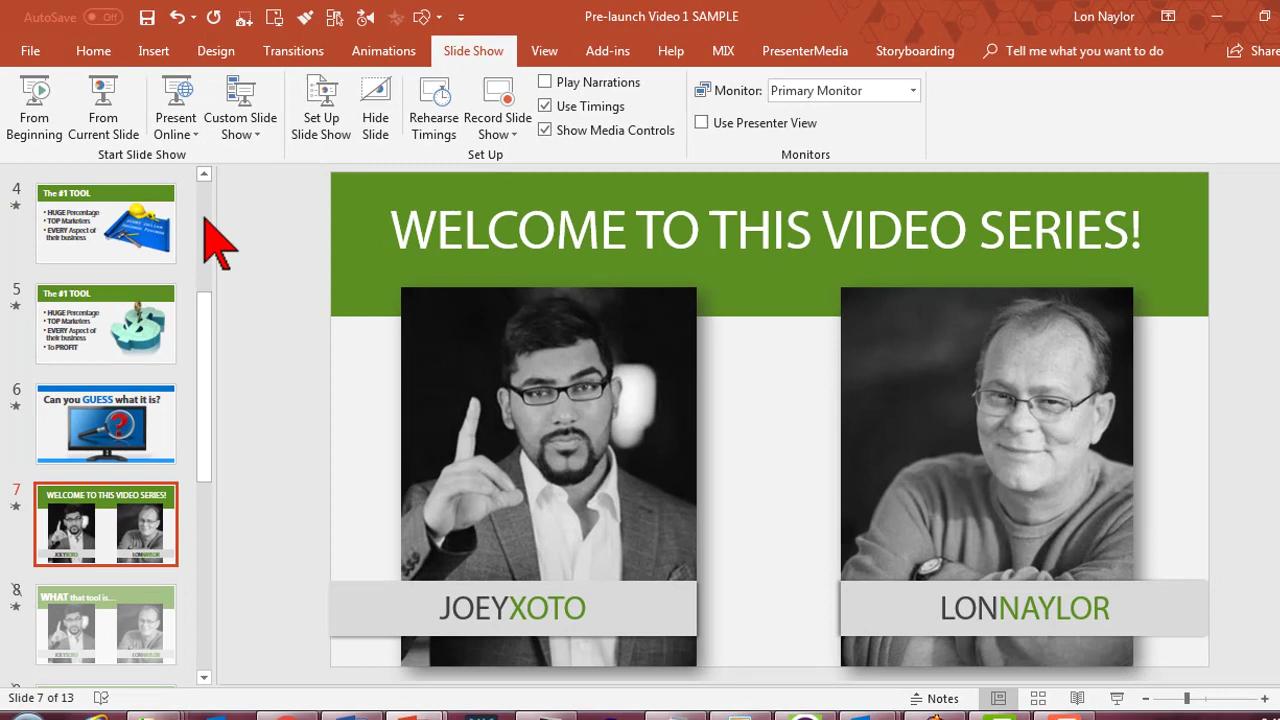 AutoSave Off
Pre-launch Video 1 SAMPLE
Lon Naylor
File Home Insert Design Transitions Animations Slide Show View Add-ins Help MIX PresenterMedia Storyboarding Tell me what you want to do Share
From Beginning
From Current Slide
Present Online
Custom Slide Show
Set Up Slide Show
Hide Slide
Rehearse Timings
Record Slide Show
Play Narrations
Use Timings
Show Media Controls
Monitor: Primary Monitor
Use Presenter View
Start Slide Show
Set Up
Monitors
4
The #1 TOOL
• HUGE Percentage
• TOP Marketers
• EVERY Aspect of
their business
5
The #1 TOOL
• HUGE Percentage
• TOP Marketers
• EVERY Aspect of
their business
• To PROFIT
6
Can you GUESS what it is?
7
WELCOME TO THIS VIDEO SERIES!
JOEYXOTO
LONNAYLOR
8
WHAT that tool is....
JOEYXOTO
LONNAYLOR
WELCOME TO THIS VIDEO SERIES!
JOEYXOTO
LONNAYLOR
Slide 7 of 13
Notes